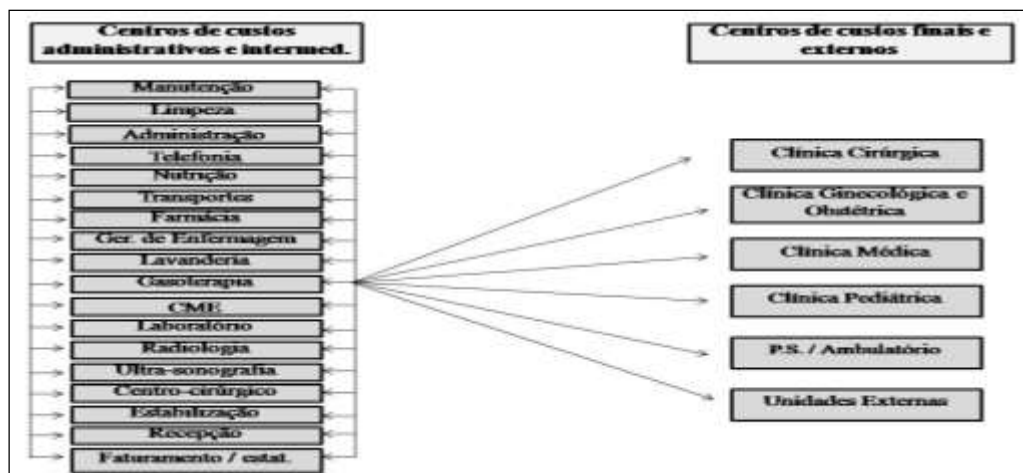 Centros de custos
administrativos e intermed.
Manutenção
Limpeza
Administração
Telefonia
Nutrição
Transportes
Farmácia
Ger. de Enfermagem
Lavanderia
Gasoterapia
CME
Laboratório
Radiologia
Ultra-sonografia
Centro-cirúrgico
Estabilização
Recepção
Faturamento / estat.
Centros de custos finais e
externos
Clínica Cirúrgica
Clínica Ginecológica e
Obstétrica
Clínica Médica
Clínica Pediátrica
P.S. / Ambulatório
Unidades Externas